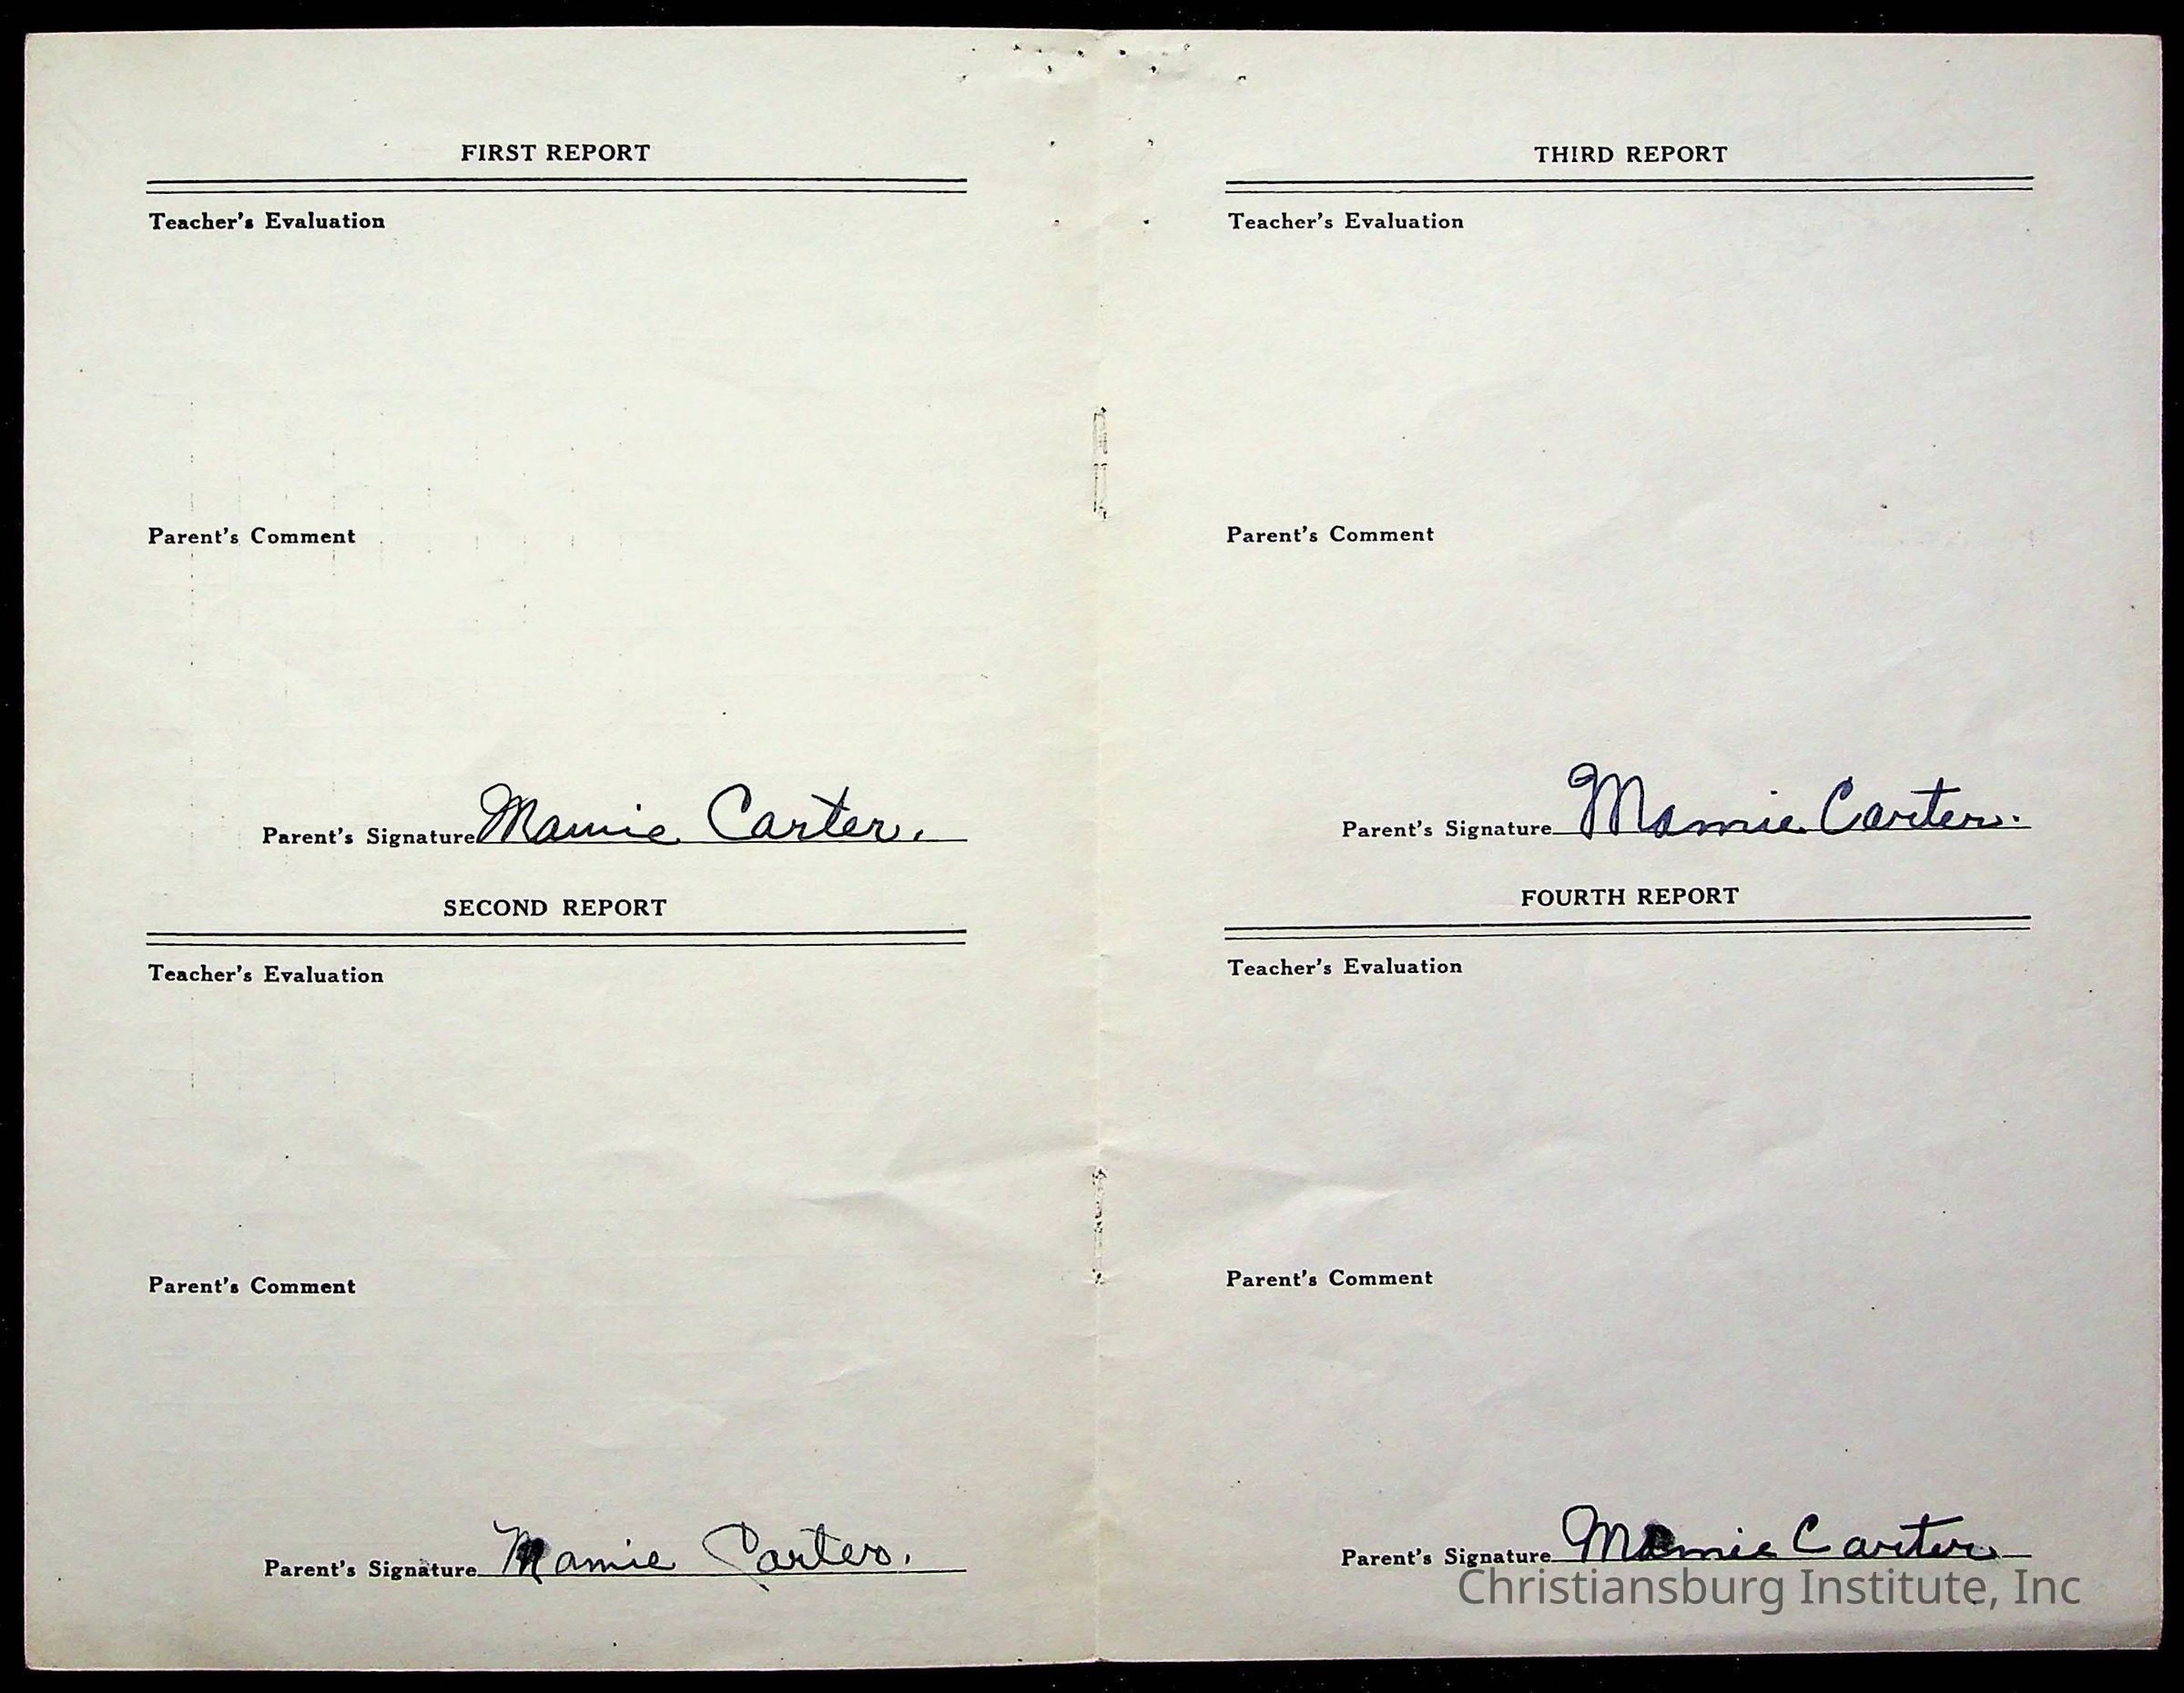 FIRST REPORT
Teacher's Evaluation
Parent's Comment
Parent's Signature Mamie Carter.
SECOND REPORT
Teacher's Evaluation
Parent's Comment
Parent's Signature Mamie Carter.
THIRD REPORT
Teacher's Evaluation
Parent's Comment
Parent's Signature Mamie Carter.
FOURTH REPORT
Teacher's Evaluation
Parent's Comment
Parent's Signature Mamie Carter
Christiansburg Institute, Inc